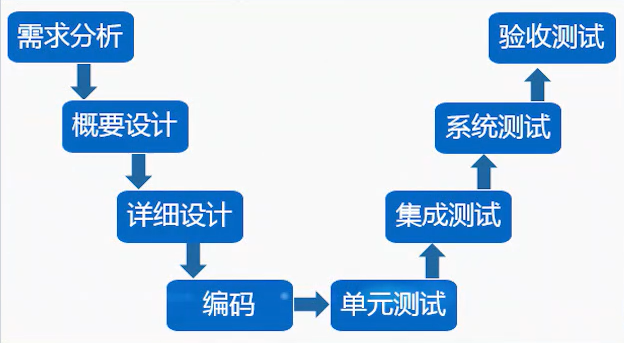 需求分析
概要设计
详细设计
编码
单元测试
集成测试
系统测试
验收测试